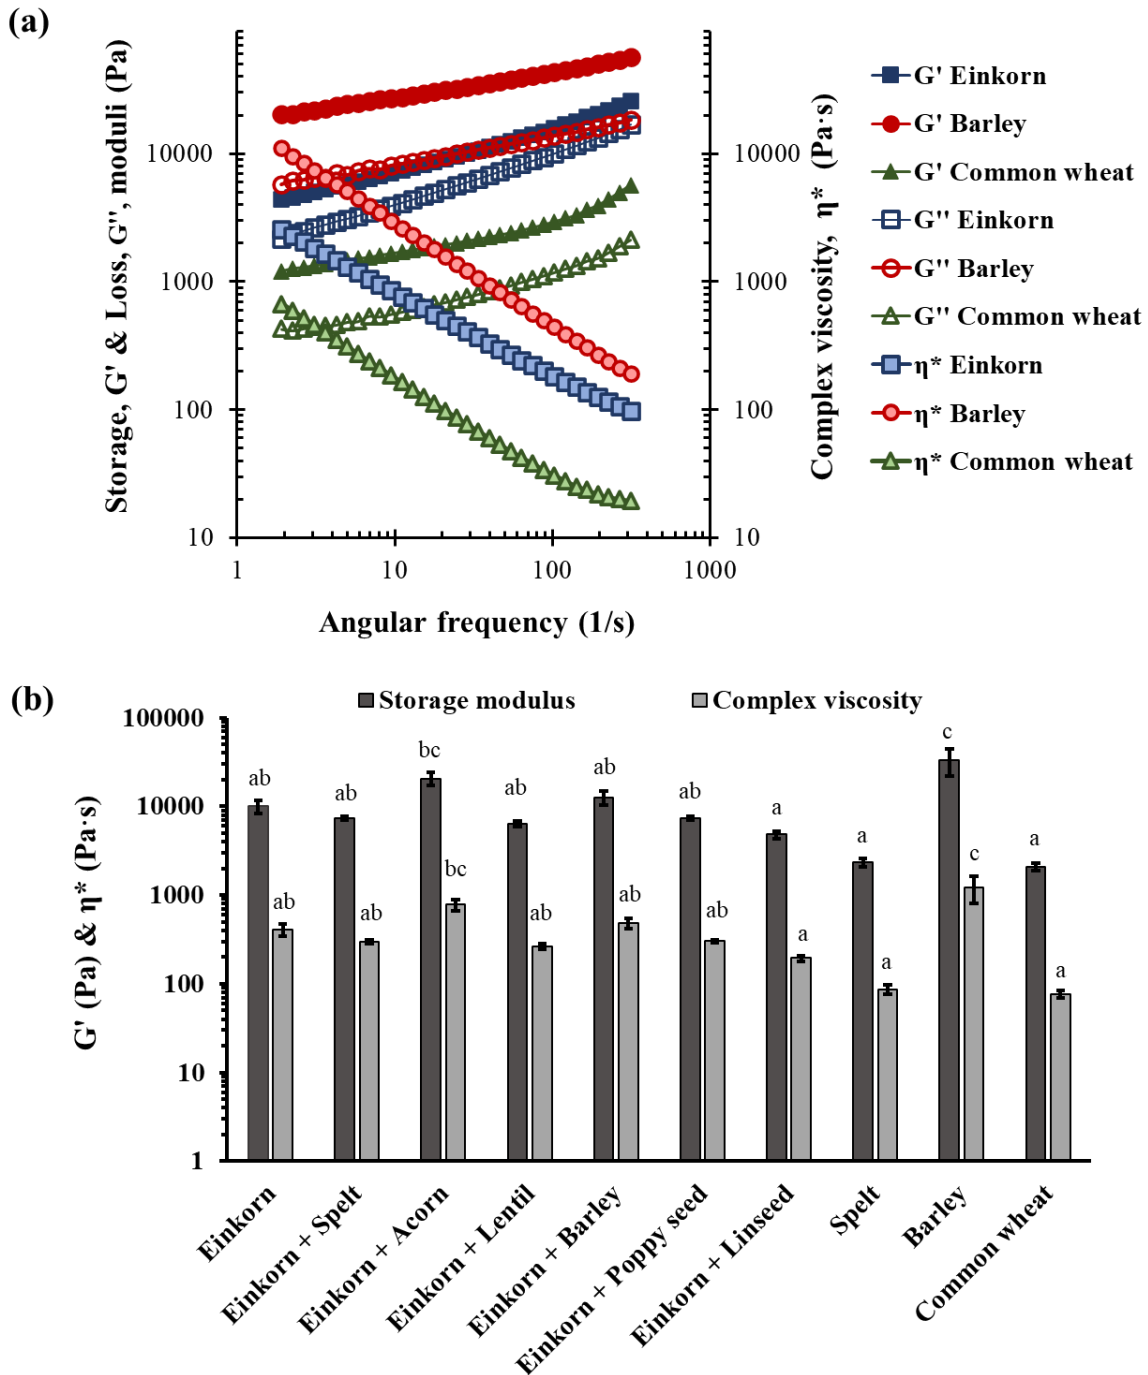 (a)
Storage, G' & Loss, G'', moduli (Pa)
10000
1000
100
10
1
10
100
1000
Angular frequency (1/s)
10000
1000
100
10
Complex viscosity, η* (Pa·s)
G' Einkorn
G' Barley
G' Common wheat
G'' Einkorn
G'' Barley
G'' Common wheat
η* Einkorn
η* Barley
η* Common wheat
(b)
Storage modulus
Complex viscosity
G' (Pa) & η* (Pa·s)
100000
10000
1000
100
10
1
ab
ab
ab
ab
bc
bc
ab
ab
ab
ab
ab
ab
a
a
a
a
c
c
a
a
Einkorn
Einkorn + Spelt
Einkorn + Acorn
Einkorn + Lentil
Einkorn + Barley
Einkorn + Poppy seed
Einkorn + Linseed
Spelt
Barley
Common wheat